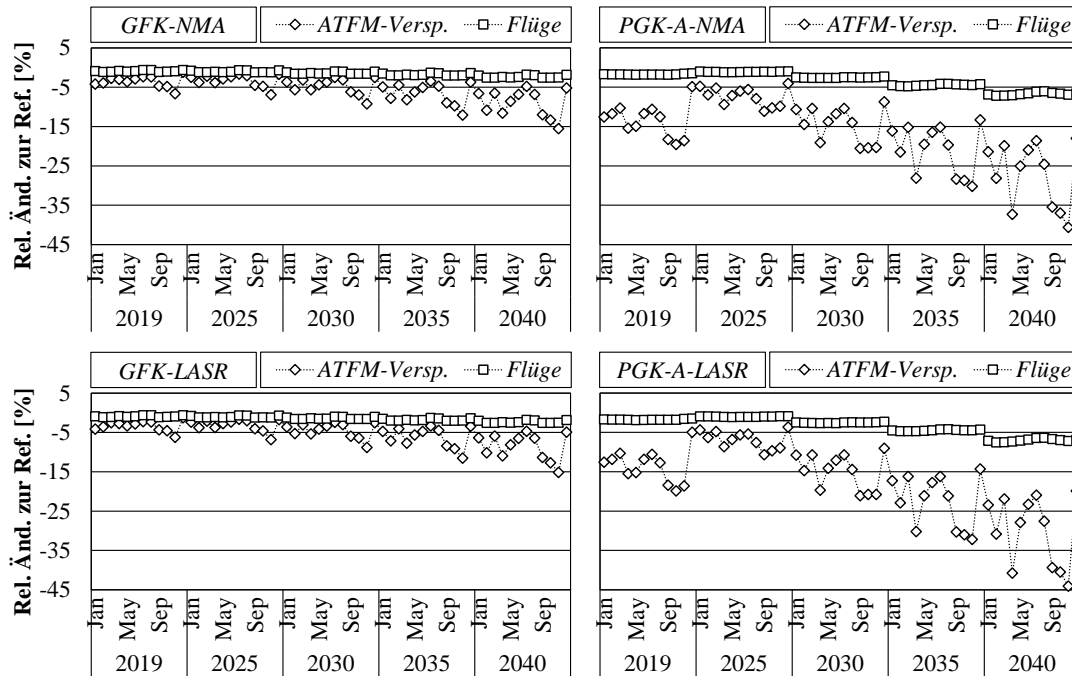 GFK-NMA ATFM-Versp. Flüge
PGK-A-NMA ATFM-Versp. Flüge
Rel. Änd. zur Ref. [%]
5
-5
-15
-25
-35
-45
Jan May Sep Jan May Sep Jan May Sep Jan May Sep Jan May Sep
2019 2025 2030 2035 2040
Jan May Sep Jan May Sep Jan May Sep Jan May Sep Jan May Sep
2019 2025 2030 2035 2040
GFK-LASR ATFM-Versp. Flüge
PGK-A-LASR ATFM-Versp. Flüge
Rel. Änd. zur Ref. [%]
5
-5
-15
-25
-35
-45
Jan May Sep Jan May Sep Jan May Sep Jan May Sep Jan May Sep
2019 2025 2030 2035 2040
Jan May Sep Jan May Sep Jan May Sep Jan May Sep Jan May Sep
2019 2025 2030 2035 2040